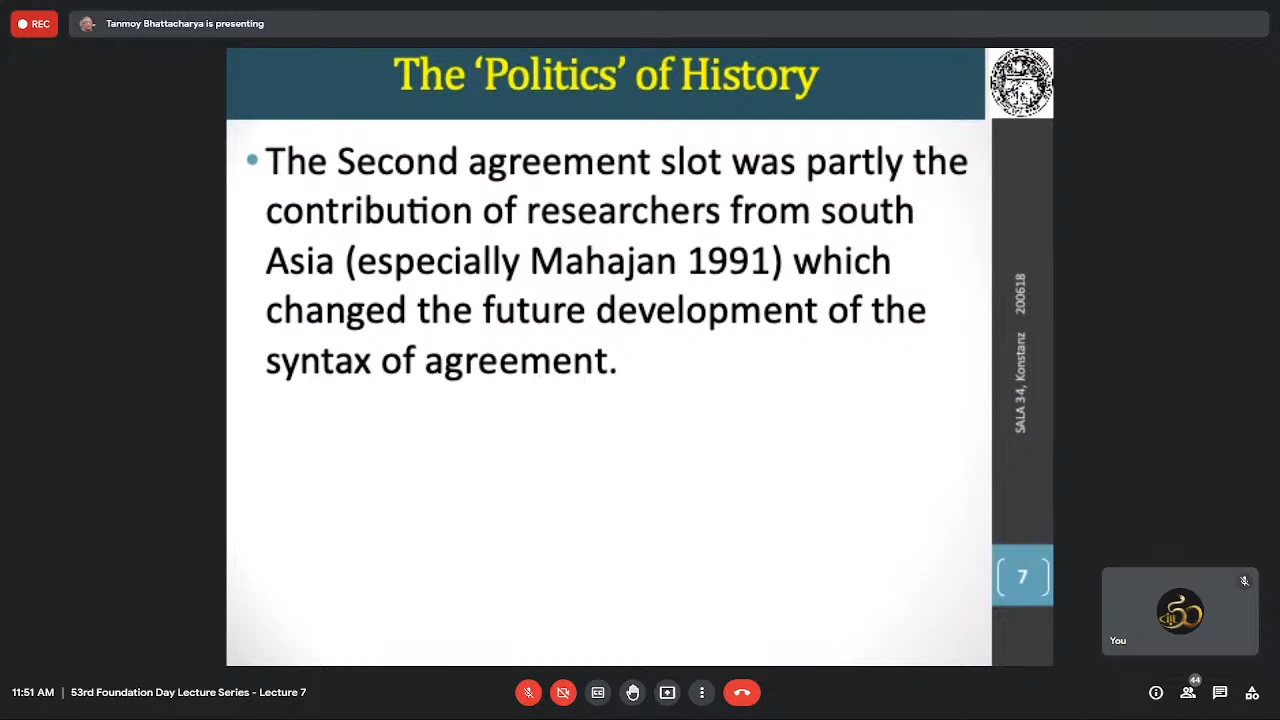 REC
Tanmoy Bhattacharya is presenting
The ‘Politics’ of History
• The Second agreement slot was partly the
contribution of researchers from south
Asia (especially Mahajan 1991) which
changed the future development of the
syntax of agreement.
SALA 34, Konstanz 200618
7
You
11:51 AM | 53rd Foundation Day Lecture Series - Lecture 7
44